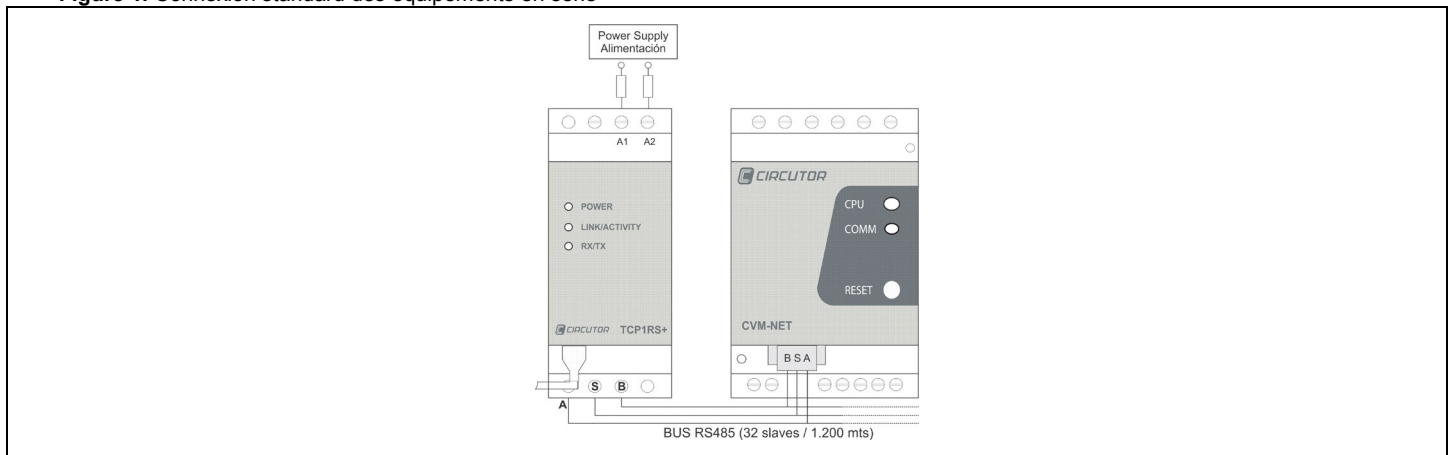 Figure 1. Connexion standard des équipements en série
Power Supply
Alimentación
A1 A2
CIRCUTOR
CPU
COMM
RESET
POWER
LINK/ACTIVITY
RX/TX
CIRCUTOR TCP1RS+
CVM-NET
B S A
S B
A
BUS RS485 (32 slaves / 1.200 mts)